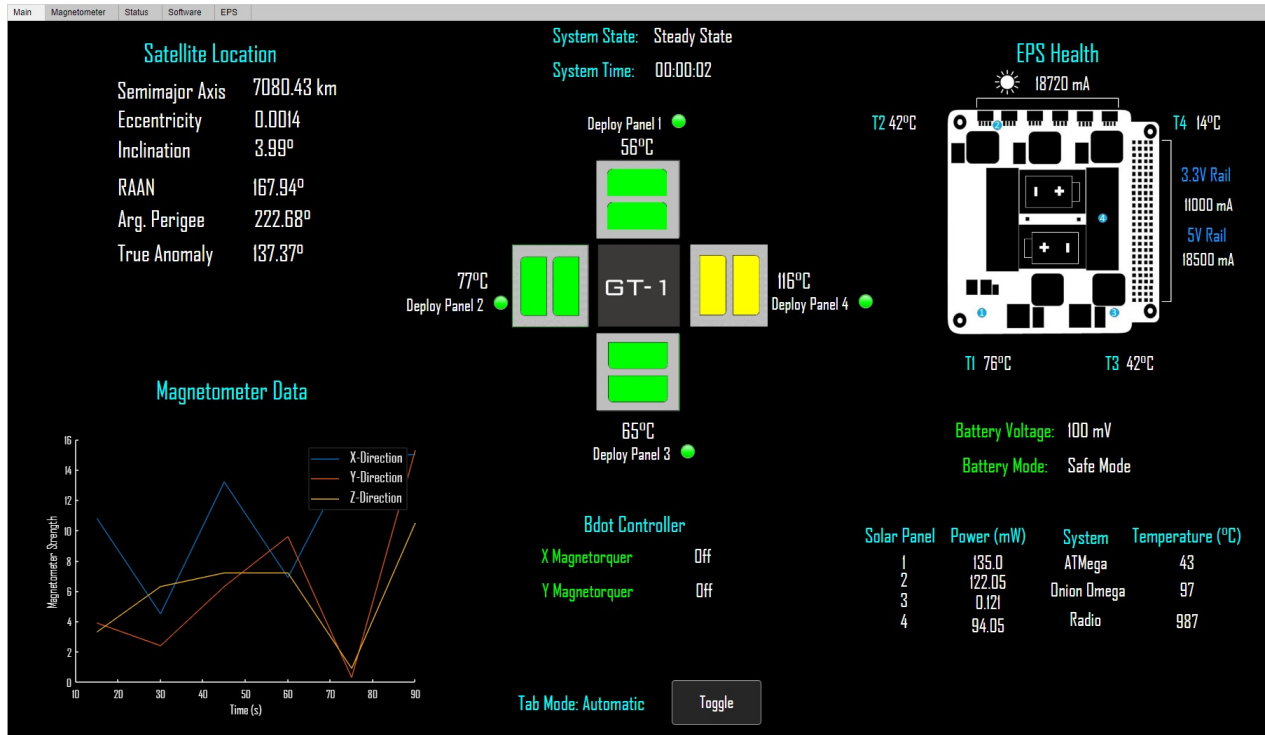 Main Magnetometer Status Software EPS
System State: Steady State
System Time: 00:00:02
Satellite Location
Semimajor Axis 7080.43 km
Eccentricity 0.0014
Inclination 3.99º
RAAN 167.94º
Arg. Perigee 222.68º
True Anomaly 137.37º
Deploy Panel 1
56ºC
77ºC
Deploy Panel 2
GT-1
116ºC
Deploy Panel 4
65ºC
Deploy Panel 3
EPS Health
18720 mA
T2 42ºC
T4 14ºC
2
3.3V Rail
11000 mA
4
5V Rail
18500 mA
1
3
T1 76ºC
T3 42ºC
Battery Voltage: 100 mV
Battery Mode: Safe Mode
Magnetometer Data
X-Direction
Y-Direction
Z-Direction
Magnetometer Strength
16
14
12
10
8
6
4
2
0
10 20 30 40 50 60 70 80 90
Time (s)
Bdot Controller
X Magnetorquer Off
Y Magnetorquer Off
Solar Panel Power (mW)
1 135.0
2 122.05
3 0.121
4 94.05
System Temperature (ºC)
ATMega 43
Onion Omega 97
Radio 987
Tab Mode: Automatic Toggle